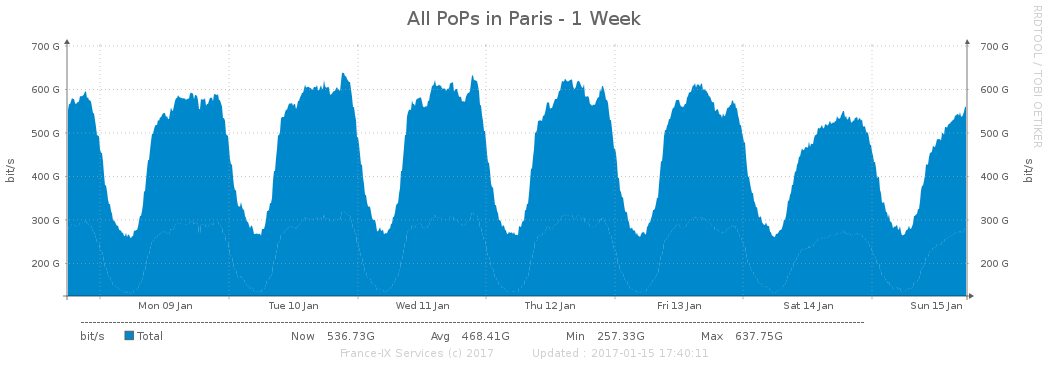 All PoPs in Paris - 1 Week
RRDTOOL / TOBI OETIKER
700 G 700 G
600 G 600 G
500 G 500 G
400 G 400 G
300 G 300 G
200 G 200 G
bit/s
bit/s
Mon 09 Jan Tue 10 Jan Wed 11 Jan Thu 12 Jan Fri 13 Jan Sat 14 Jan Sun 15 Jan
bit/s Total Now 536.73G Avg 468.41G Min 257.33G Max 637.75G
France-IX Services (c) 2017 Updated : 2017-01-15 17:40:11